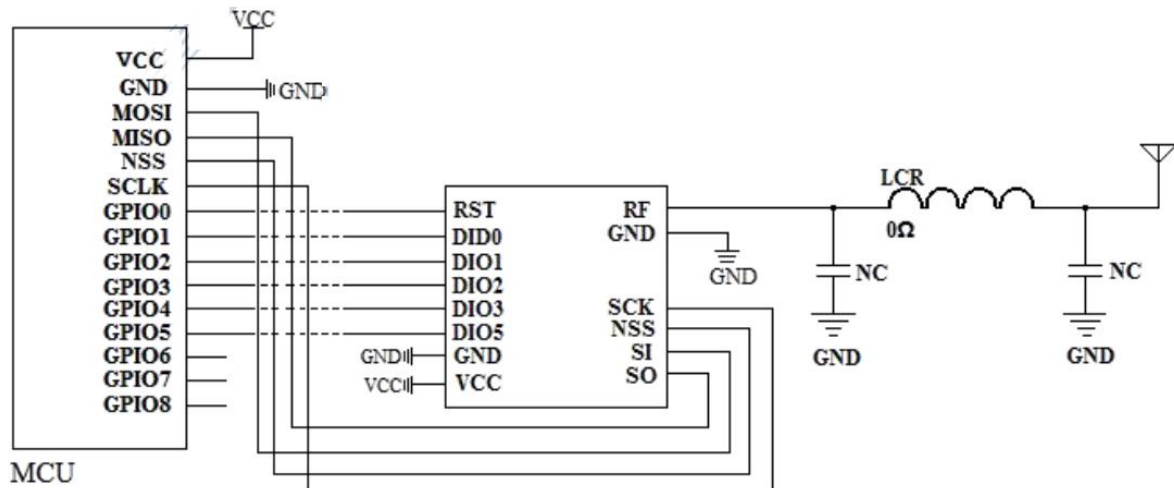 VCC
VCC
GND
GND
MOSI
MISO
NSS
SCLK
GPIO0
GPIO1
GPIO2
GPIO3
GPIO4
GPIO5
GPIO6
GPIO7
GPIO8
MCU
RST
DID0
DIO1
DIO2
DIO3
DIO5
GND
GND
VCC
VCC
RF
GND
GND
SCK
NSS
SI
SO
LCR
0Ω
NC
GND
NC
GND